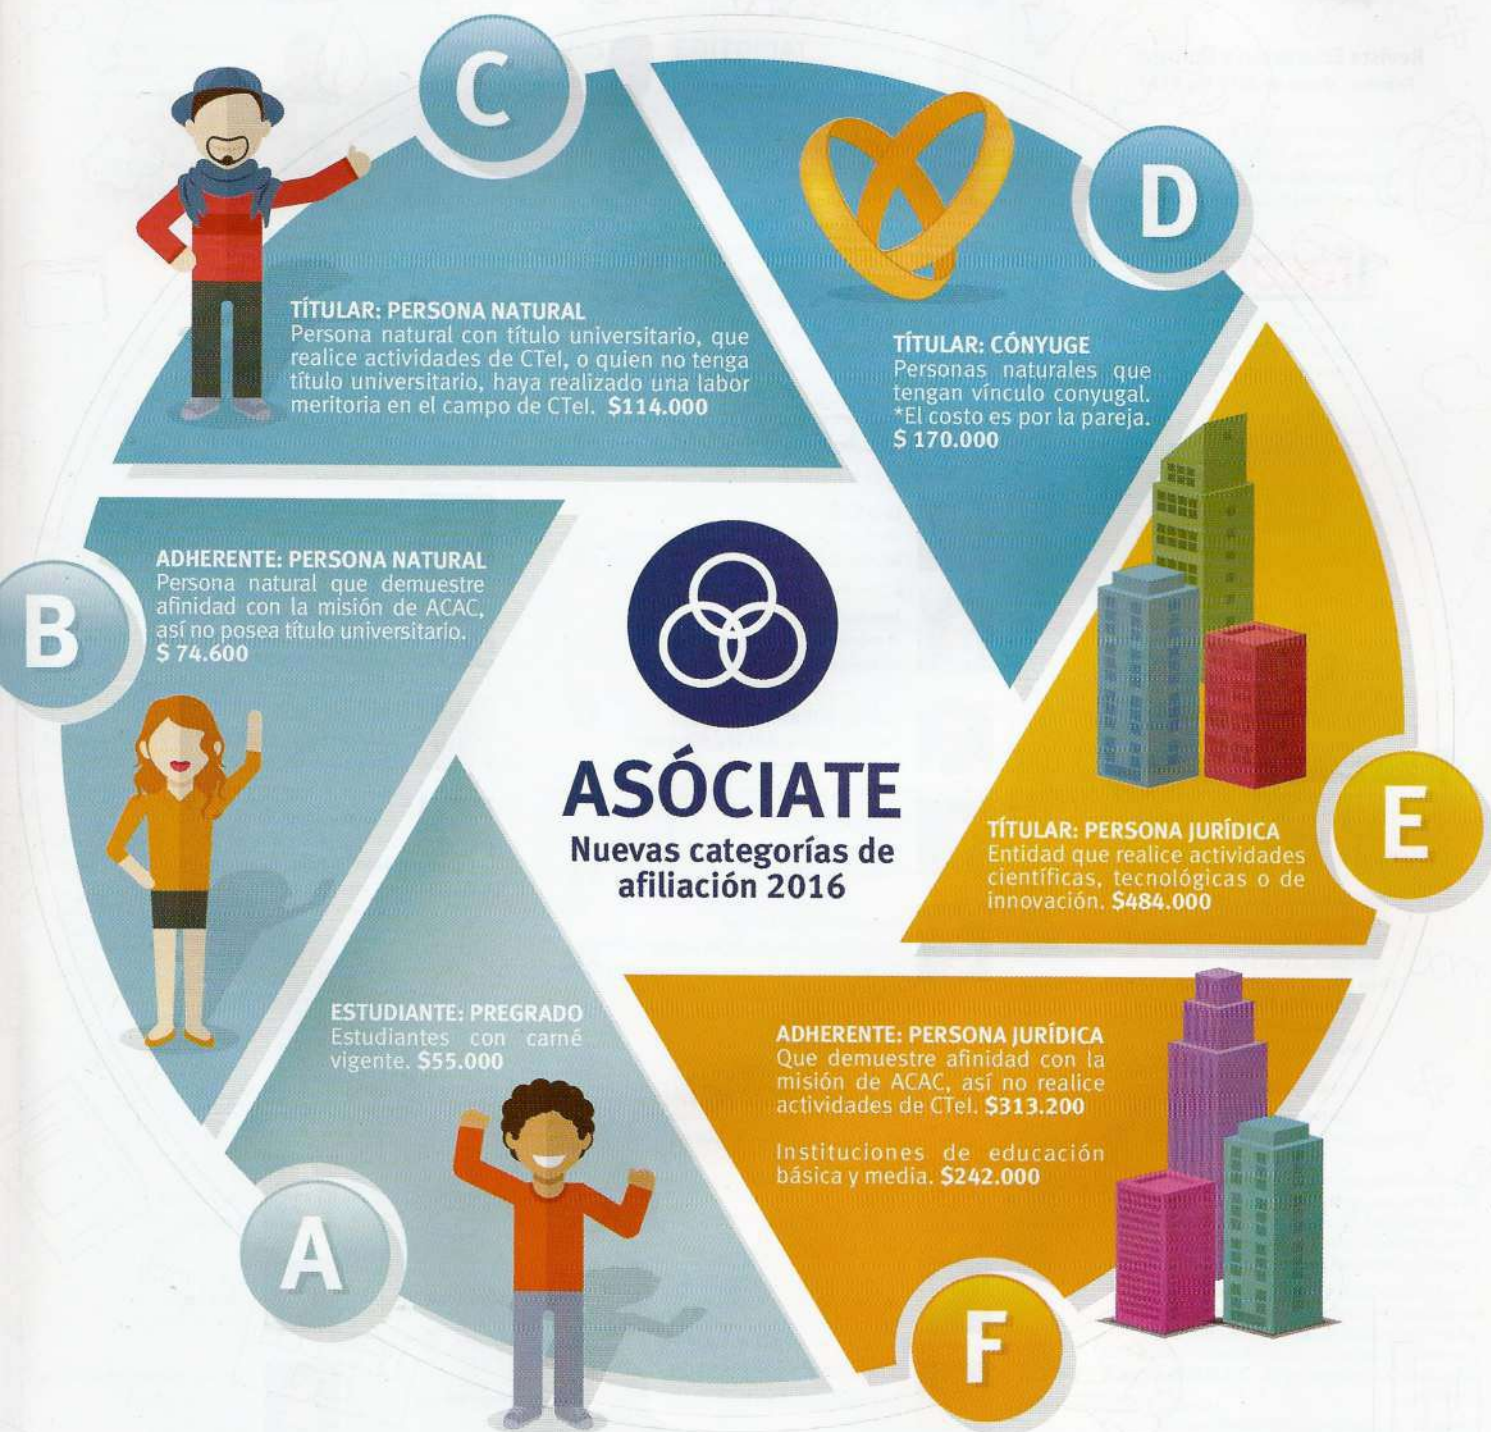 C
TÍTULAR: PERSONA NATURAL
Persona natural con título universitario, que
realice actividades de CTeI, o quien no tenga
título universitario, haya realizado una labor
meritoria en el campo de CTeI. $114.000
D
TÍTULAR: CÓNYUGE
Personas naturales que
tengan vínculo conyugal.
*El costo es por la pareja.
$ 170.000
B
ADHERENTE: PERSONA NATURAL
Persona natural que demuestre
afinidad con la misión de ACAC,
así no posea título universitario.
$ 74.600
ASÓCIATE
Nuevas categorías de
afiliación 2016
E
TÍTULAR: PERSONA JURÍDICA
Entidad que realice actividades
científicas, tecnológicas o de
innovación. $484.000
A
ESTUDIANTE: PREGRADO
Estudiantes con carné
vigente. $55.000
F
ADHERENTE: PERSONA JURÍDICA
Que demuestre afinidad con la
misión de ACAC, así no realice
actividades de CTeI. $313.200
Instituciones de educación
básica y media. $242.000